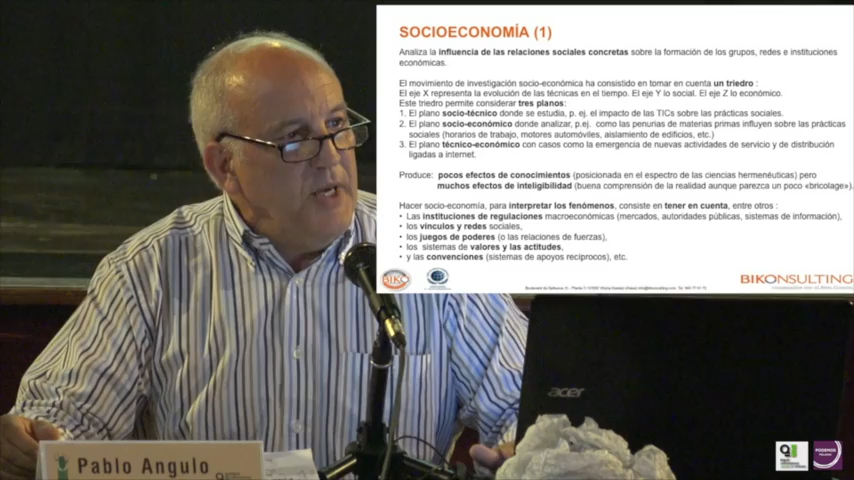 SOCIOECONOMÍA (1)
Analiza la influencia de las relaciones sociales concretas sobre la formación de los grupos, redes e instituciones
económicas.
El movimiento de investigación socio-económica ha consistido en tomar en cuenta un triedro :
El eje X representa la evolución de las técnicas en el tiempo. El eje Y lo social. El eje Z lo económico.
Este triedro permite considerar tres planos:
1. El plano socio-técnico donde se estudia, p. ej. el impacto de las TICs sobre las prácticas sociales.
2. El plano socio-económico donde analizar, p.ej. como las penurias de materias primas influyen sobre las prácticas
sociales (horarios de trabajo, motores automóviles, aislamiento de edificios, etc.)
3. El plano técnico-económico con casos como la emergencia de nuevas actividades de servicio y de distribución
ligadas a internet.
Produce: pocos efectos de conocimientos (posicionada en el espectro de las ciencias hermenéuticas) pero
muchos efectos de inteligibilidad (buena comprensión de la realidad aunque parezca un poco «bricolage»).
Hacer socio-economía, para interpretar los fenómenos, consiste en tener en cuenta, entre otros :
• Las instituciones de regulaciones macroeconómicas (mercados, autoridades públicas, sistemas de información),
• los vínculos y redes sociales,
• los juegos de poderes (o las relaciones de fuerzas),
• los sistemas de valores y las actitudes,
• y las convenciones (sistemas de apoyos recíprocos), etc.
BIKO
BIKONSULTING
acer
Pablo Angulo
PODEMOS